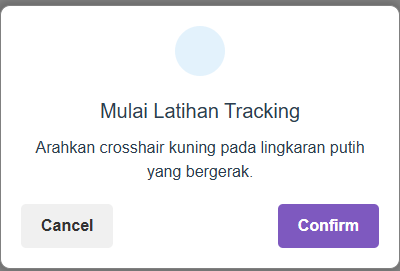 Mulai Latihan Tracking
Arahkan crosshair kuning pada lingkaran putih
yang bergerak.
Cancel
Confirm